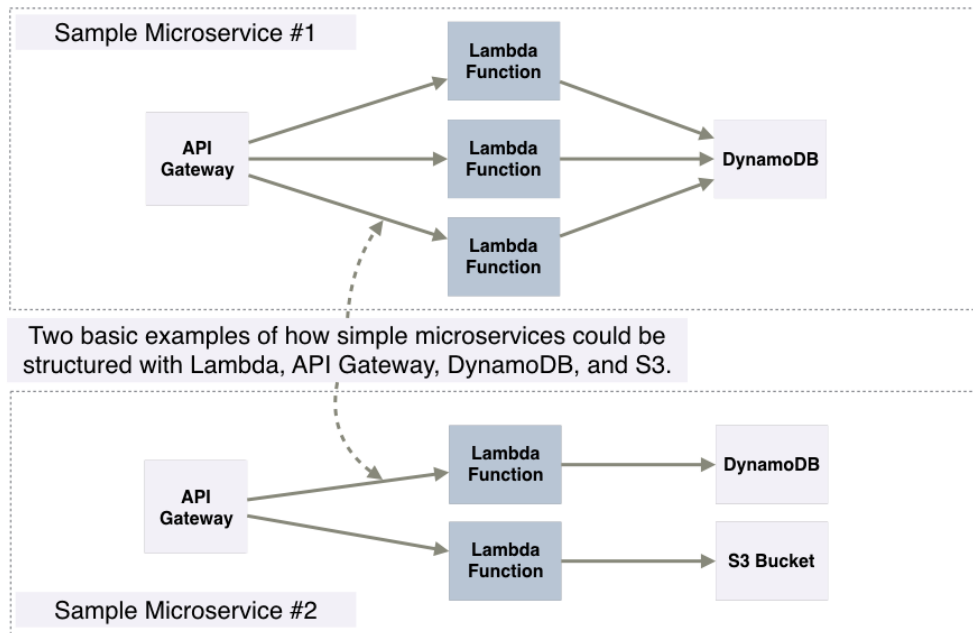 Sample Microservice #1
Lambda
Function
API
Gateway
Lambda
Function
DynamoDB
Lambda
Function
Two basic examples of how simple microservices could be
structured with Lambda, API Gateway, DynamoDB, and S3.
Lambda
Function
DynamoDB
API
Gateway
Lambda
Function
S3 Bucket
Sample Microservice #2